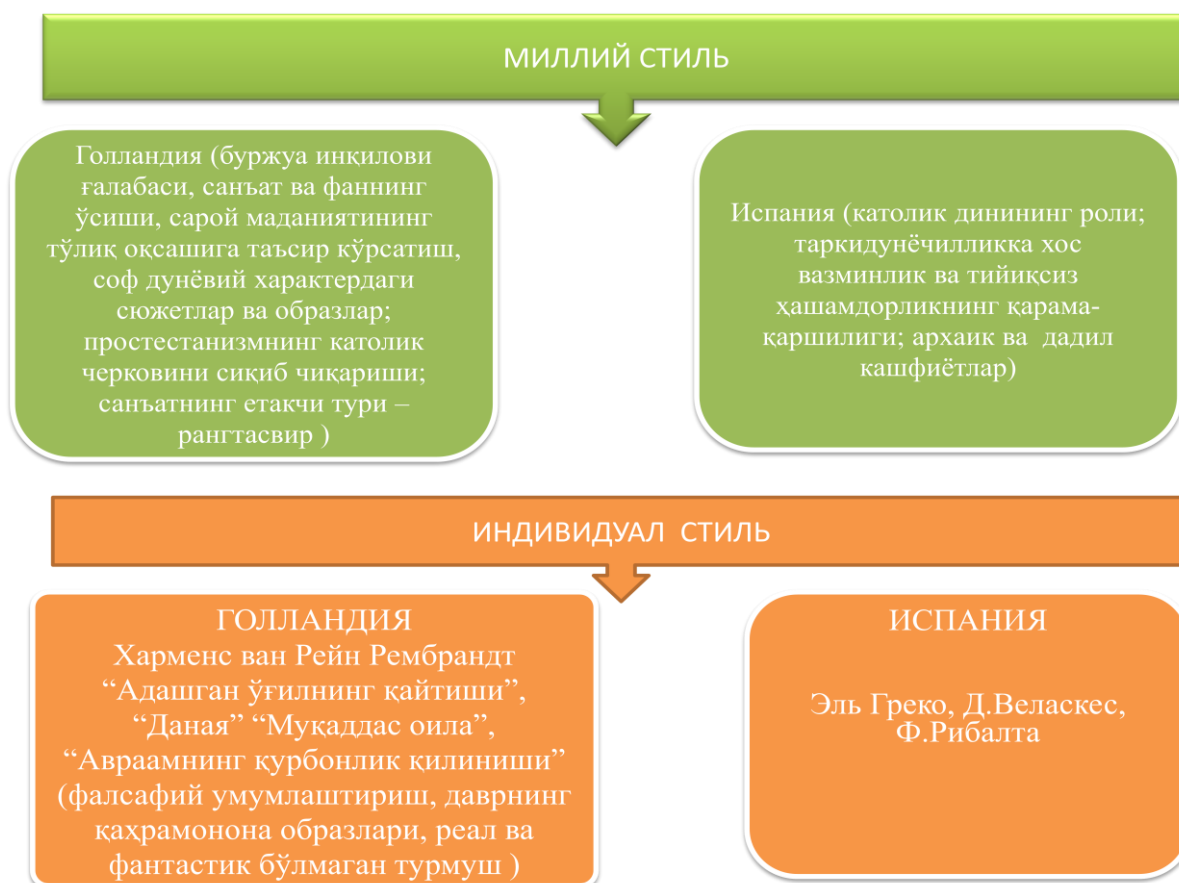 МИЛЛИЙ СТИЛЬ
Голландия (буржуа инқилови
ғалабаси, санъат ва фаннинг
ўсиши, сарой маданиятининг
тўлиқ оқсашига таъсир кўрсатиш,
соф дунёвий характердаги
сюжетлар ва образлар;
простестанизмнинг католик
черковини сиқиб чиқариши;
санъатнинг етакчи тури –
рангтасвир )
Испания (католик динининг роли;
таркидунёчилликка хос
вазминлик ва тийиқсиз
ҳашамдорликнинг қарама-
қаршилиги; архаик ва  дадил
кашфиётлар)
ИНДИВИДУАЛ  СТИЛЬ
ГОЛЛАНДИЯ
Харменс ван Рейн Рембрандт
“Адашган ўғилнинг қайтиши”,
“Даная” “Муқаддас оила”,
“Авраамнинг қурбонлик қилиниши”
(фалсафий умумлаштириш, даврнинг
қаҳрамонона образлари, реал ва
фантастик бўлмаган турмуш )
ИСПАНИЯ
Эль Греко, Д.Веласкес,
Ф.Рибалта